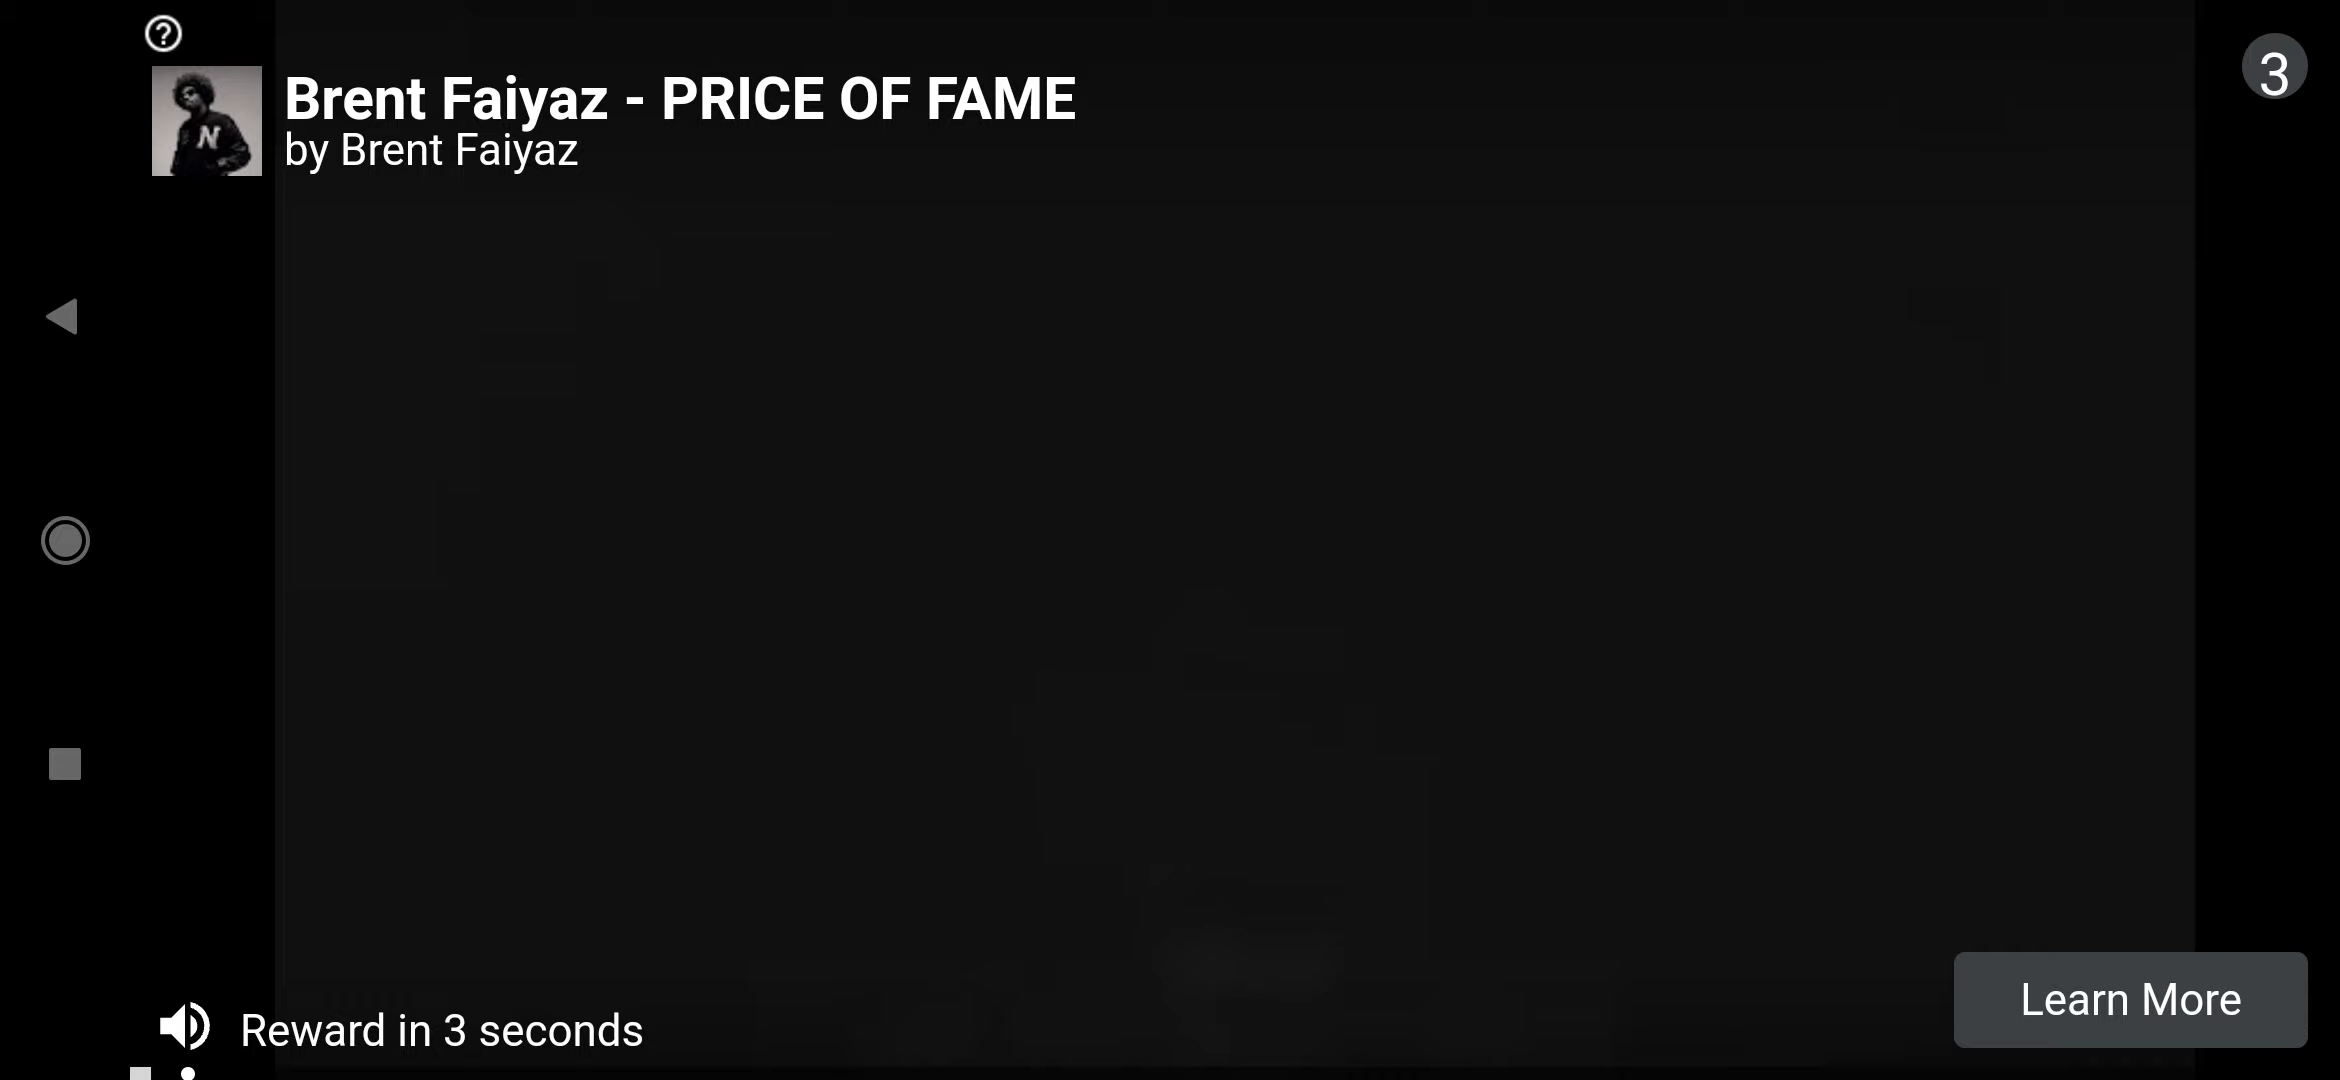 ?
Brent Faiyaz - PRICE OF FAME
by Brent Faiyaz
3
N
Reward in 3 seconds
Learn More